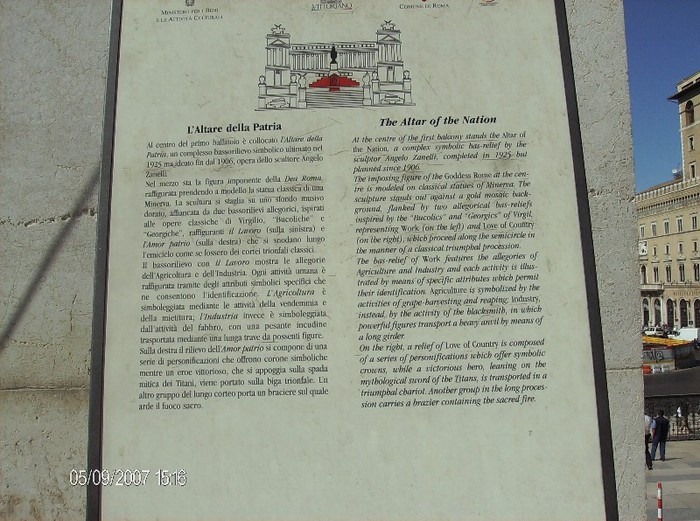 MINISTERO PER I BENI
E LE ATTIVITÀ CULTURALI
VITTORIANO
COMUNE DI ROMA
L'Altare della Patria
Al centro del primo ballatoio è collocato l'Altare della
Patria, un complesso bassorilievo simbolico ultimato nel
1925 ma ideato fin dal 1906, opera dello scultore Angelo
Zanelli.
Nel mezzo sta la figura imponente della Dea Roma,
raffigurata prendendo a modello la statua classica di una
Minerva. La scultura si staglia su uno sfondo musivo
dorato, affiancata da due bassorilievi allegorici, ispirati
alle opere classiche di Virgilio, "Bucoliche" e
"Georgiche", raffiguranti il Lavoro (sulla sinistra) e
l'Amor patrio (sulla destra) che si snodano lungo
l'emiciclo come se fossero dei cortei trionfali classici.
Il bassorilievo con il Lavoro mostra le allegorie
dell'Agricoltura e dell'Industria. Ogni attività umana è
raffigurata tramite degli attributi simbolici specifici che
ne consentono l'identificazione. L'Agricoltura è
simboleggiata mediante le attività della vendemmia e
della mietitura; l'Industria invece è simboleggiata
dall'attività del fabbro, con una pesante incudine
trasportata mediante una lunga trave da possenti figure.
Sulla destra il rilievo dell'Amor patrio si compone di una
serie di personificazioni che offrono corone simboliche
mentre un eroe vittorioso, che si appoggia sulla spada
mitica dei Titani, viene portato sulla biga trionfale. Un
altro gruppo del lungo corteo porta un braciere sul quale
arde il fuoco sacro.
The Altar of the Nation
At the centre of the first balcony stands the Altar of
the Nation, a complex symbolic bas-relief by the
sculptor Angelo Zanelli, completed in 1925 but
planned since 1906.
The imposing figure of the Goddess Rome at the cen-
tre is modeled on classical statues of Minerva. The
sculpture stands out against a gold mosaic back-
ground, flanked by two allegorical bas-reliefs
inspired by the "Bucolics" and "Georgics" of Virgil,
representing Work (on the left) and Love of Country
(on the right), which proceed along the semicircle in
the manner of a classical triumphal procession.
The bas-relief of Work features the allegories of
Agriculture and Industry and each activity is illus-
trated by means of specific attributes which permit
their identification. Agriculture is symbolized by the
activities of grape-harvesting and reaping; Industry,
instead, by the activity of the blacksmith, in which
powerful figures transport a heavy anvil by means of
a long girder.
On the right, a relief of Love of Country is composed
of a series of personifications which offer symbolic
crowns, while a victorious hero, leaning on the
mythological sword of the Titans, is transported in a
triumphal chariot. Another group in the long proces-
sion carries a brazier containing the sacred fire.
05/09/2007 15:16